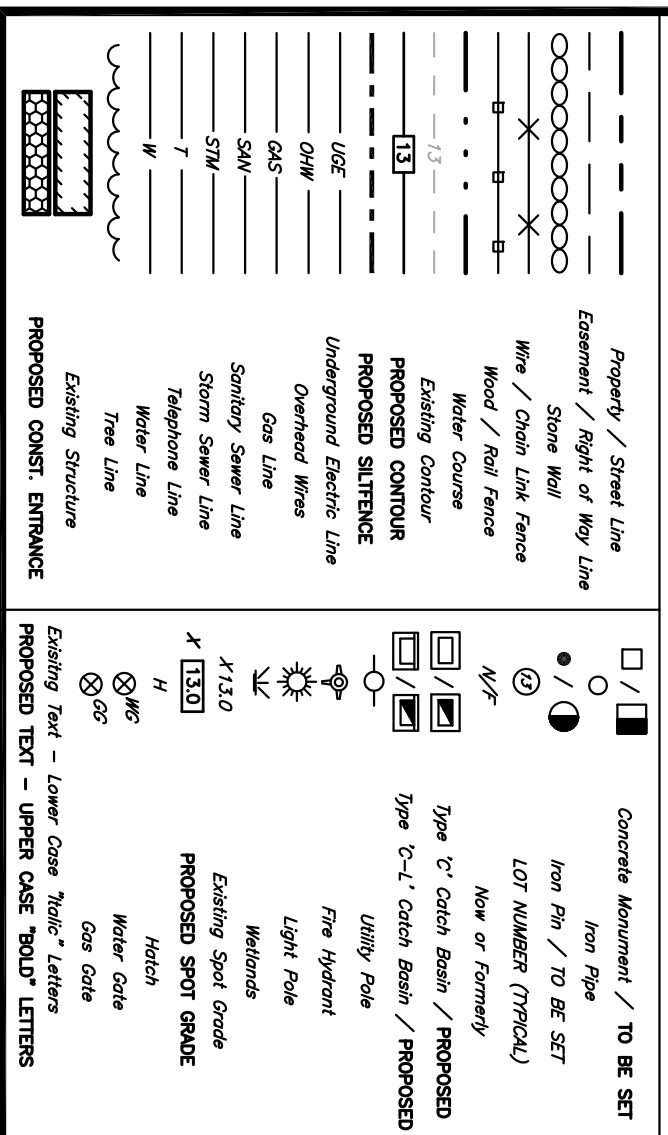 Property / Street Line
Easement / Right of Way Line
Stone Wall
Wire / Chain Link Fence
Wood / Rail Fence
Water Course
13 Existing Contour
13 PROPOSED CONTOUR
PROPOSED SILTFENCE
UGE Underground Electric Line
OHW Overhead Wires
GAS Gas Line
SAN Sanitary Sewer Line
STM Storm Sewer Line
T Telephone Line
W Water Line
Tree Line
Existing Structure
PROPOSED CONST. ENTRANCE
/ Concrete Monument / TO BE SET
Iron Pipe
/ Iron Pin / TO BE SET
13 LOT NUMBER (TYPICAL)
N/F Now or Formerly
/ Type 'C' Catch Basin / PROPOSED
/ Type 'C-L' Catch Basin / PROPOSED
Utility Pole
Fire Hydrant
Light Pole
Wetlands
X 13.0 Existing Spot Grade
X 13.0 PROPOSED SPOT GRADE
H Hatch
WG Water Gate
GG Gas Gate
Exisitng Text - Lower Case "Italic" Letters
PROPOSED TEXT - UPPER CASE "BOLD" LETTERS